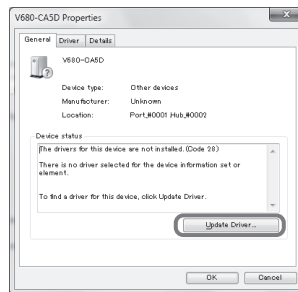 V680-CA5D Properties
x
General Driver Details
V680-CA5D
Device type: Other devices
Manufacturer: Unknown
Location: Port_#0001 Hub_#0002
Device status
The drivers for this device are not installed. (Code 28)
There is no driver selected for the device information set or
element.
To find a driver for this device, click Update Driver.
Update Driver...
OK Cancel